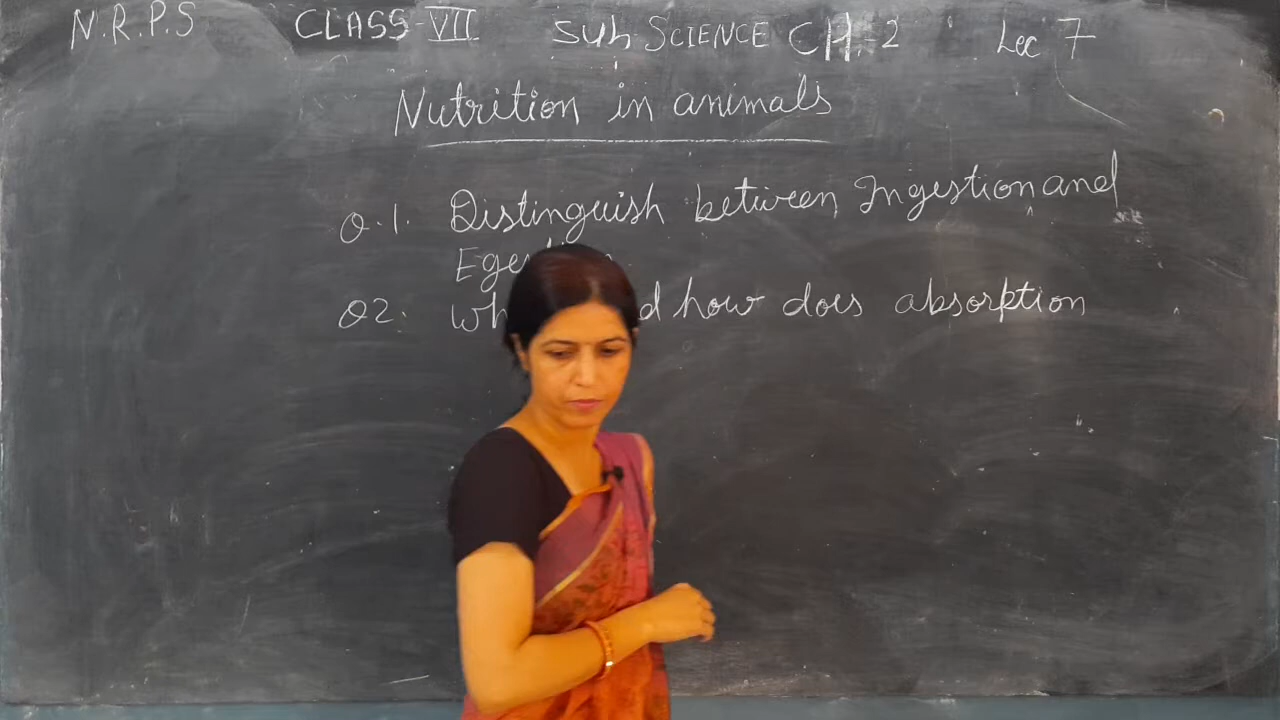 N.R.P.S CLASS-VII Sub SCIENCE CH.-2 Lec 7
Nutrition in animals
Q.1. Distinguish between Ingestion and
Q2. how does absorption